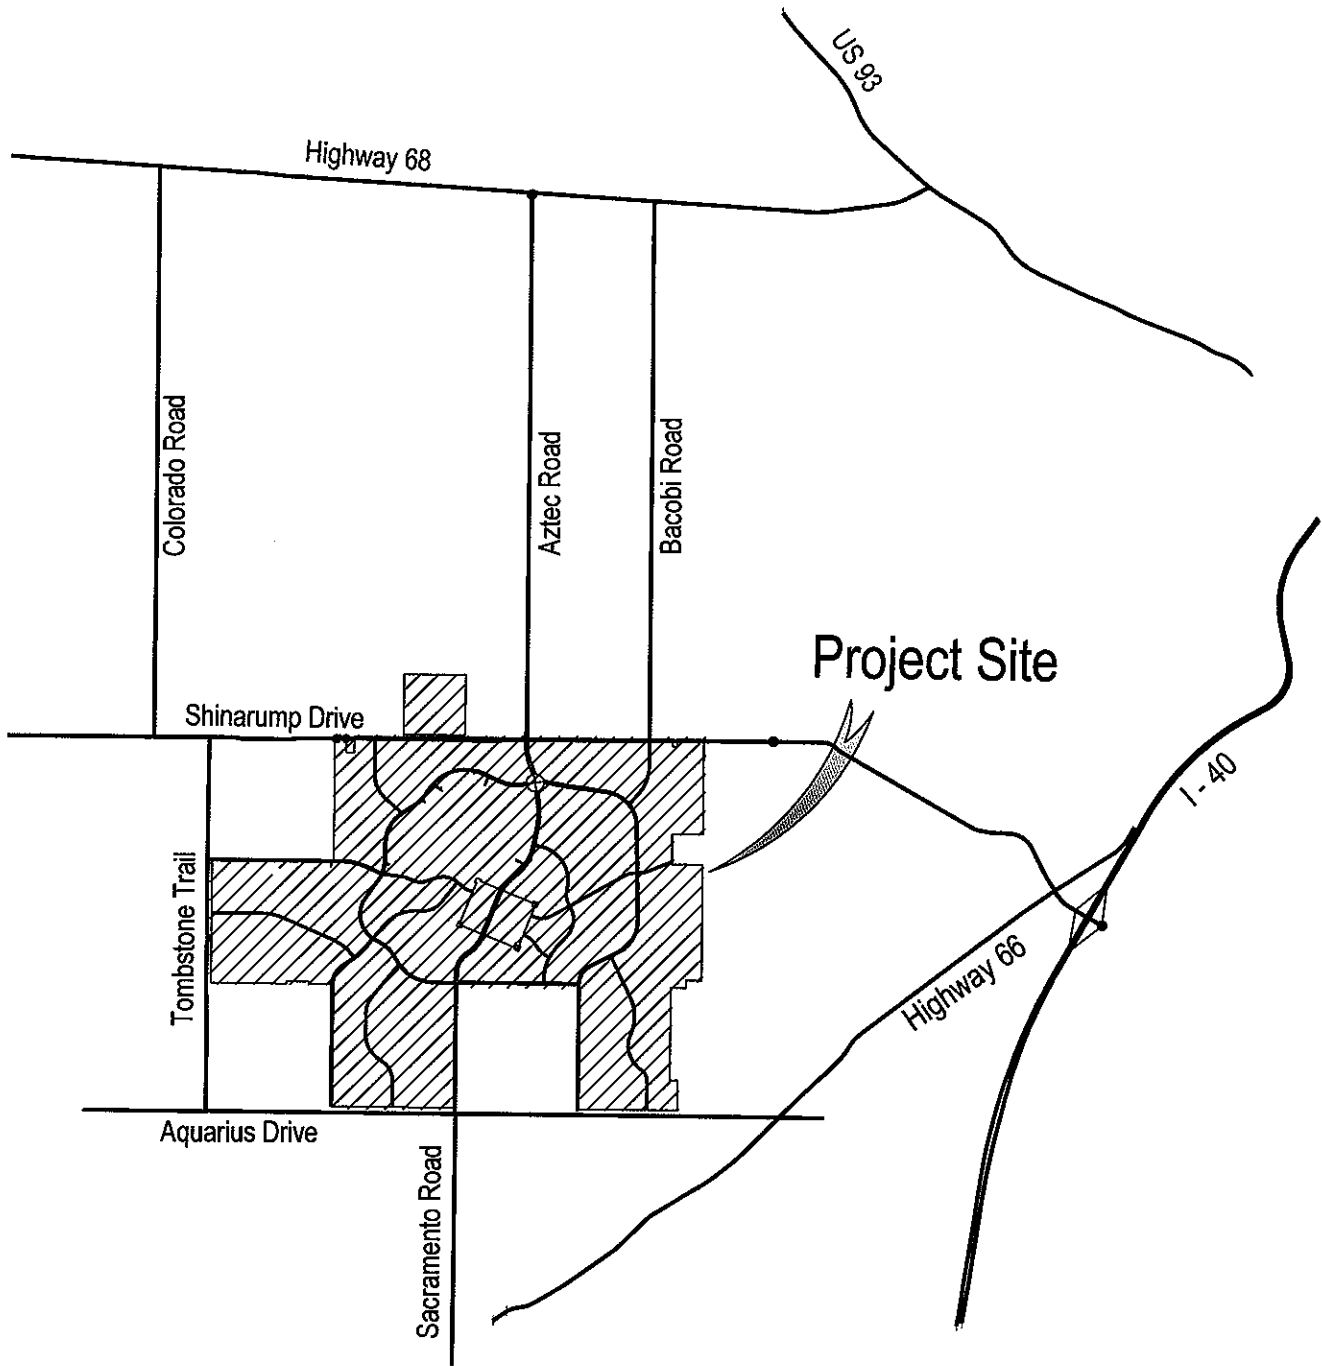 US 93
Highway 68
Colorado Road
Aztec Road
Bacobi Road
Project Site
Shinarump Drive
I - 40
Tombstone Trail
Highway 66
Aquarius Drive
Sacramento Road